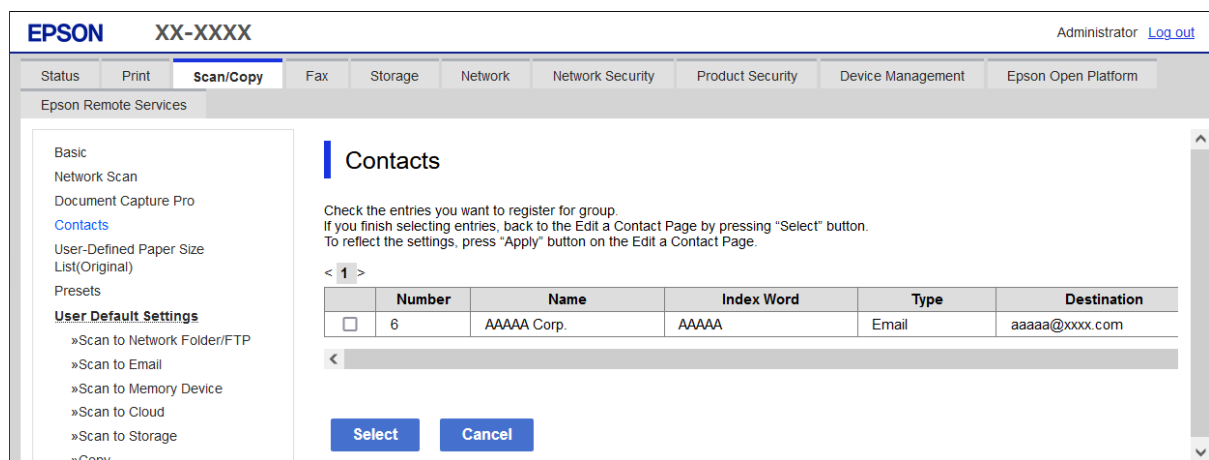 EPSON XX-XXXX Administrator Log out
Status Print Scan/Copy Fax Storage Network Network Security Product Security Device Management Epson Open Platform
Epson Remote Services
Basic
Network Scan
Document Capture Pro
Contacts
User-Defined Paper Size
List(Original)
Presets
User Default Settings
»Scan to Network Folder/FTP
»Scan to Email
»Scan to Memory Device
»Scan to Cloud
»Scan to Storage
»Copy
Contacts
Check the entries you want to register for group.
If you finish selecting entries, back to the Edit a Contact Page by pressing “Select” button.
To reflect the settings, press “Apply” button on the Edit a Contact Page.
< 1 >
Number Name Index Word Type Destination
6 AAAAA Corp. AAAAA Email aaaaa@xxxx.com
Select Cancel